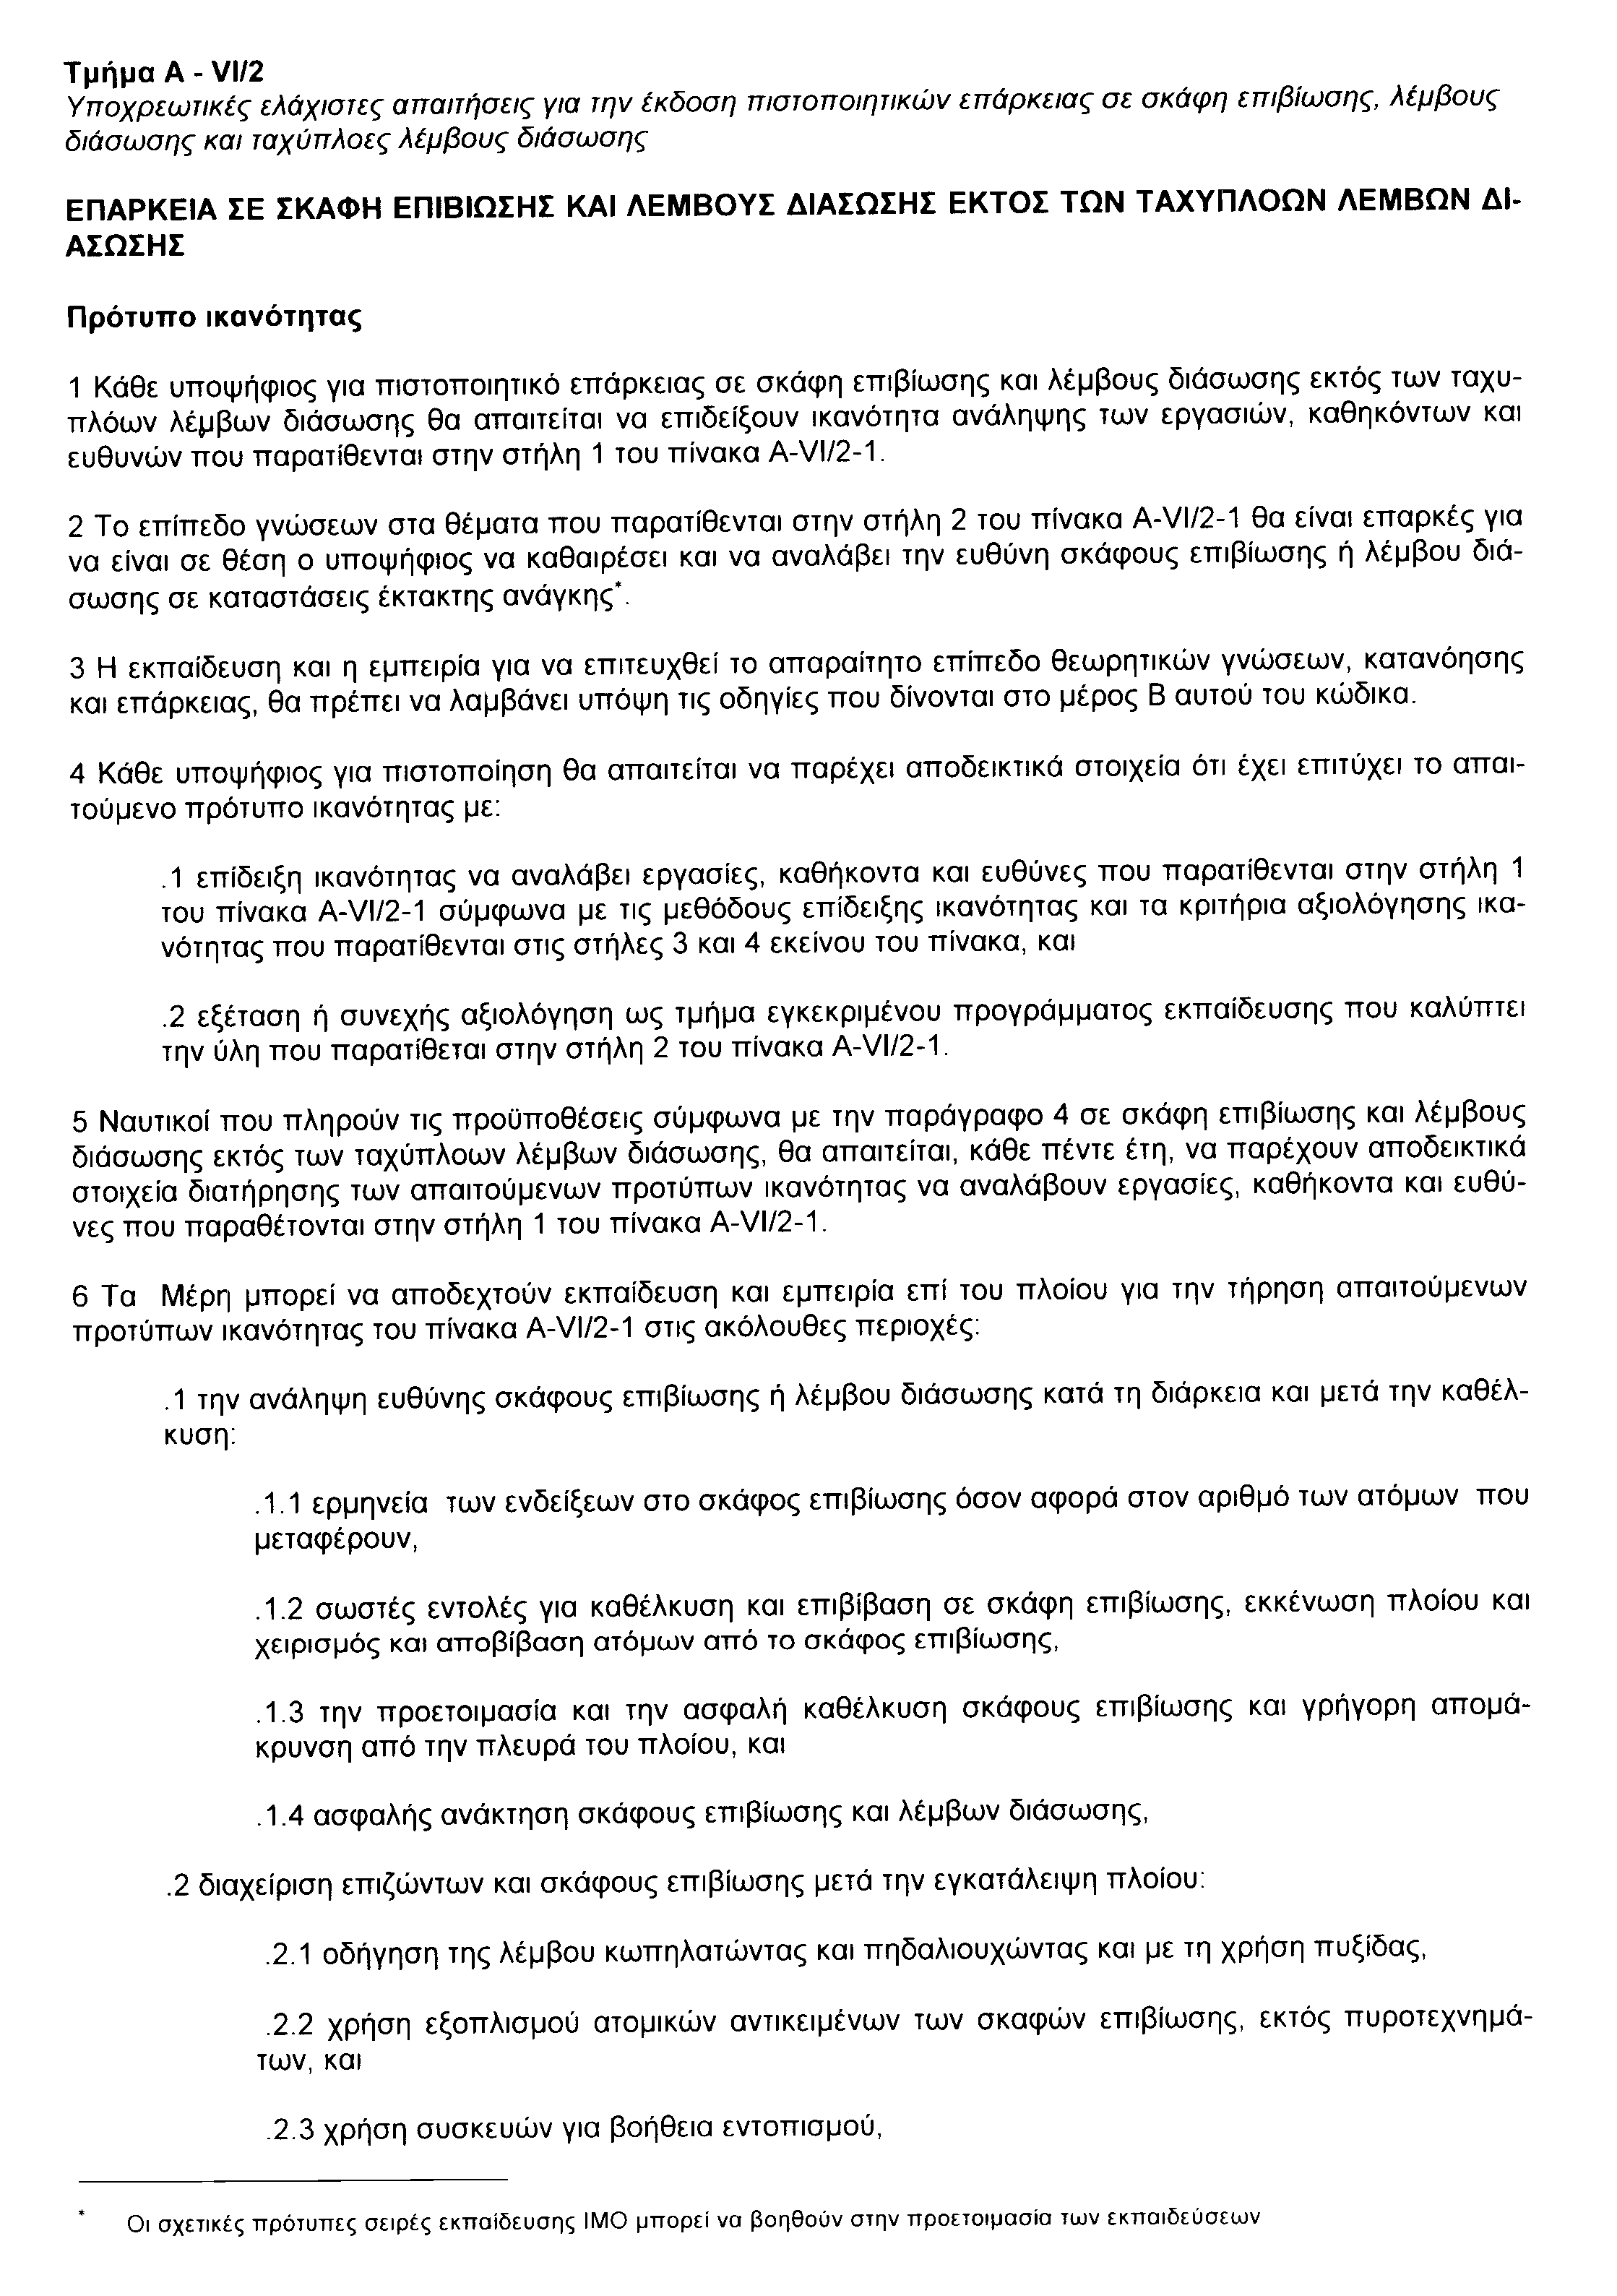 Τμήμα Α - VI/2
Υποχρεωτικές ελάχιστες απαιτήσεις για την έκδοση πιστοποιητικών επάρκειας σε σκάφη επιβίωσης, λέμβους
διάσωσης και ταχύπλοες λέμβους διάσωσης
ΕΠΑΡΚΕΙΑ ΣΕ ΣΚΑΦΗ ΕΠΙΒΙΩΣΗΣ ΚΑΙ ΛΕΜΒΟΥΣ ΔΙΑΣΩΣΗΣ ΕΚΤΟΣ ΤΩΝ ΤΑΧΥΠΛΟΩΝ ΛΕΜΒΩΝ ΔΙ-
ΑΣΩΣΗΣ
Πρότυπο ικανότητας
1 Κάθε υποψήφιος για πιστοποιητικό επάρκειας σε σκάφη επιβίωσης και λέμβους διάσωσης εκτός των ταχυ-
πλόων λέμβων διάσωσης θα απαιτείται να επιδείξουν ικανότητα ανάληψης των εργασιών, καθηκόντων και
ευθυνών που παρατίθενται στην στήλη 1 του πίνακα A-VI/2-1.
2 Το επίπεδο γνώσεων στα θέματα που παρατίθενται στην στήλη 2 του πίνακα A-VI/2-1 θα είναι επαρκές για
να είναι σε θέση ο υποψήφιος να καθαιρέσει και να αναλάβει την ευθύνη σκάφους επιβίωσης ή λέμβου διά-
σωσης σε καταστάσεις έκτακτης ανάγκης*.
3 Η εκπαίδευση και η εμπειρία για να επιτευχθεί το απαραίτητο επίπεδο θεωρητικών γνώσεων, κατανόησης
και επάρκειας, θα πρέπει να λαμβάνει υπόψη τις οδηγίες που δίνονται στο μέρος Β αυτού του κώδικα.
4 Κάθε υποψήφιος για πιστοποίηση θα απαιτείται να παρέχει αποδεικτικά στοιχεία ότι έχει επιτύχει το απαι-
τούμενο πρότυπο ικανότητας με:
.1 επίδειξη ικανότητας να αναλάβει εργασίες, καθήκοντα και ευθύνες που παρατίθενται στην στήλη 1
του πίνακα A-VI/2-1 σύμφωνα με τις μεθόδους επίδειξης ικανότητας και τα κριτήρια αξιολόγησης ικα-
νότητας που παρατίθενται στις στήλες 3 και 4 εκείνου του πίνακα, και
.2 εξέταση ή συνεχής αξιολόγηση ως τμήμα εγκεκριμένου προγράμματος εκπαίδευσης που καλύπτει
την ύλη που παρατίθεται στην στήλη 2 του πίνακα A-VI/2-1.
5 Ναυτικοί που πληρούν τις προϋποθέσεις σύμφωνα με την παράγραφο 4 σε σκάφη επιβίωσης και λέμβους
διάσωσης εκτός των ταχύπλοων λέμβων διάσωσης, θα απαιτείται, κάθε πέντε έτη, να παρέχουν αποδεικτικά
στοιχεία διατήρησης των απαιτούμενων προτύπων ικανότητας να αναλάβουν εργασίες, καθήκοντα και ευθύ-
νες που παραθέτονται στην στήλη 1 του πίνακα A-VI/2-1.
6 Τα Μέρη μπορεί να αποδεχτούν εκπαίδευση και εμπειρία επί του πλοίου για την τήρηση απαιτούμενων
προτύπων ικανότητας του πίνακα A-VI/2-1 στις ακόλουθες περιοχές:
.1 την ανάληψη ευθύνης σκάφους επιβίωσης ή λέμβου διάσωσης κατά τη διάρκεια και μετά την καθέλ-
κυση:
.1.1 ερμηνεία των ενδείξεων στο σκάφος επιβίωσης όσον αφορά στον αριθμό των ατόμων που
μεταφέρουν,
.1.2 σωστές εντολές για καθέλκυση και επιβίβαση σε σκάφη επιβίωσης, εκκένωση πλοίου και
χειρισμός και αποβίβαση ατόμων από το σκάφος επιβίωσης,
.1.3 την προετοιμασία και την ασφαλή καθέλκυση σκάφους επιβίωσης και γρήγορη απομά-
κρυνση από την πλευρά του πλοίου, και
.1.4 ασφαλής ανάκτηση σκάφους επιβίωσης και λέμβων διάσωσης,
.2 διαχείριση επιζώντων και σκάφους επιβίωσης μετά την εγκατάλειψη πλοίου:
.2.1 οδήγηση της λέμβου κωπηλατώντας και πηδαλιουχώντας και με τη χρήση πυξίδας,
.2.2 χρήση εξοπλισμού ατομικών αντικειμένων των σκαφών επιβίωσης, εκτός πυροτεχνημά-
των, και
.2.3 χρήση συσκευών για βοήθεια εντοπισμού,
* Οι σχετικές πρότυπες σειρές εκπαίδευσης ΙΜΟ μπορεί να βοηθούν στην προετοιμασία των εκπαιδεύσεων